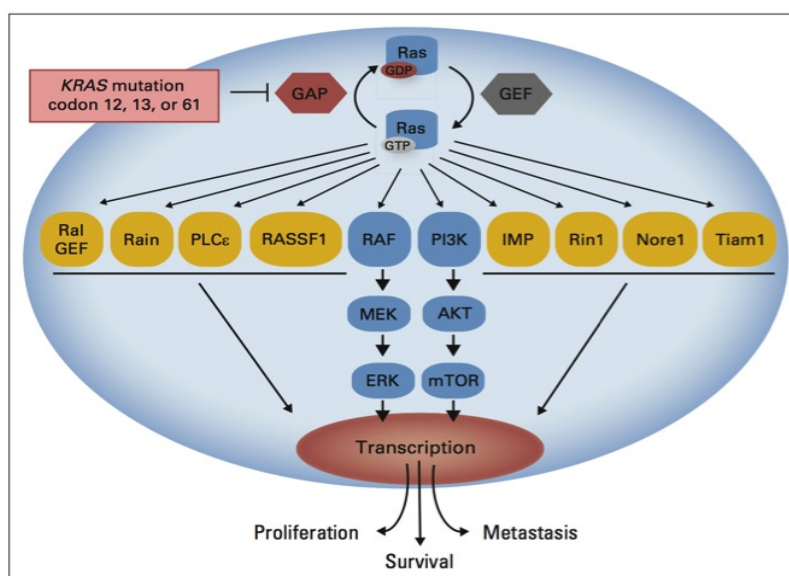 Ras
GDP
KRAS mutation
codon 12, 13, or 61
GAP
GEF
Ras
GTP
Ral
GEF
Rain
PLCε
RASSF1
RAF
PI3K
IMP
Rin1
Nore1
Tiam1
MEK
AKT
ERK
mTOR
Transcription
Proliferation
Metastasis
Survival